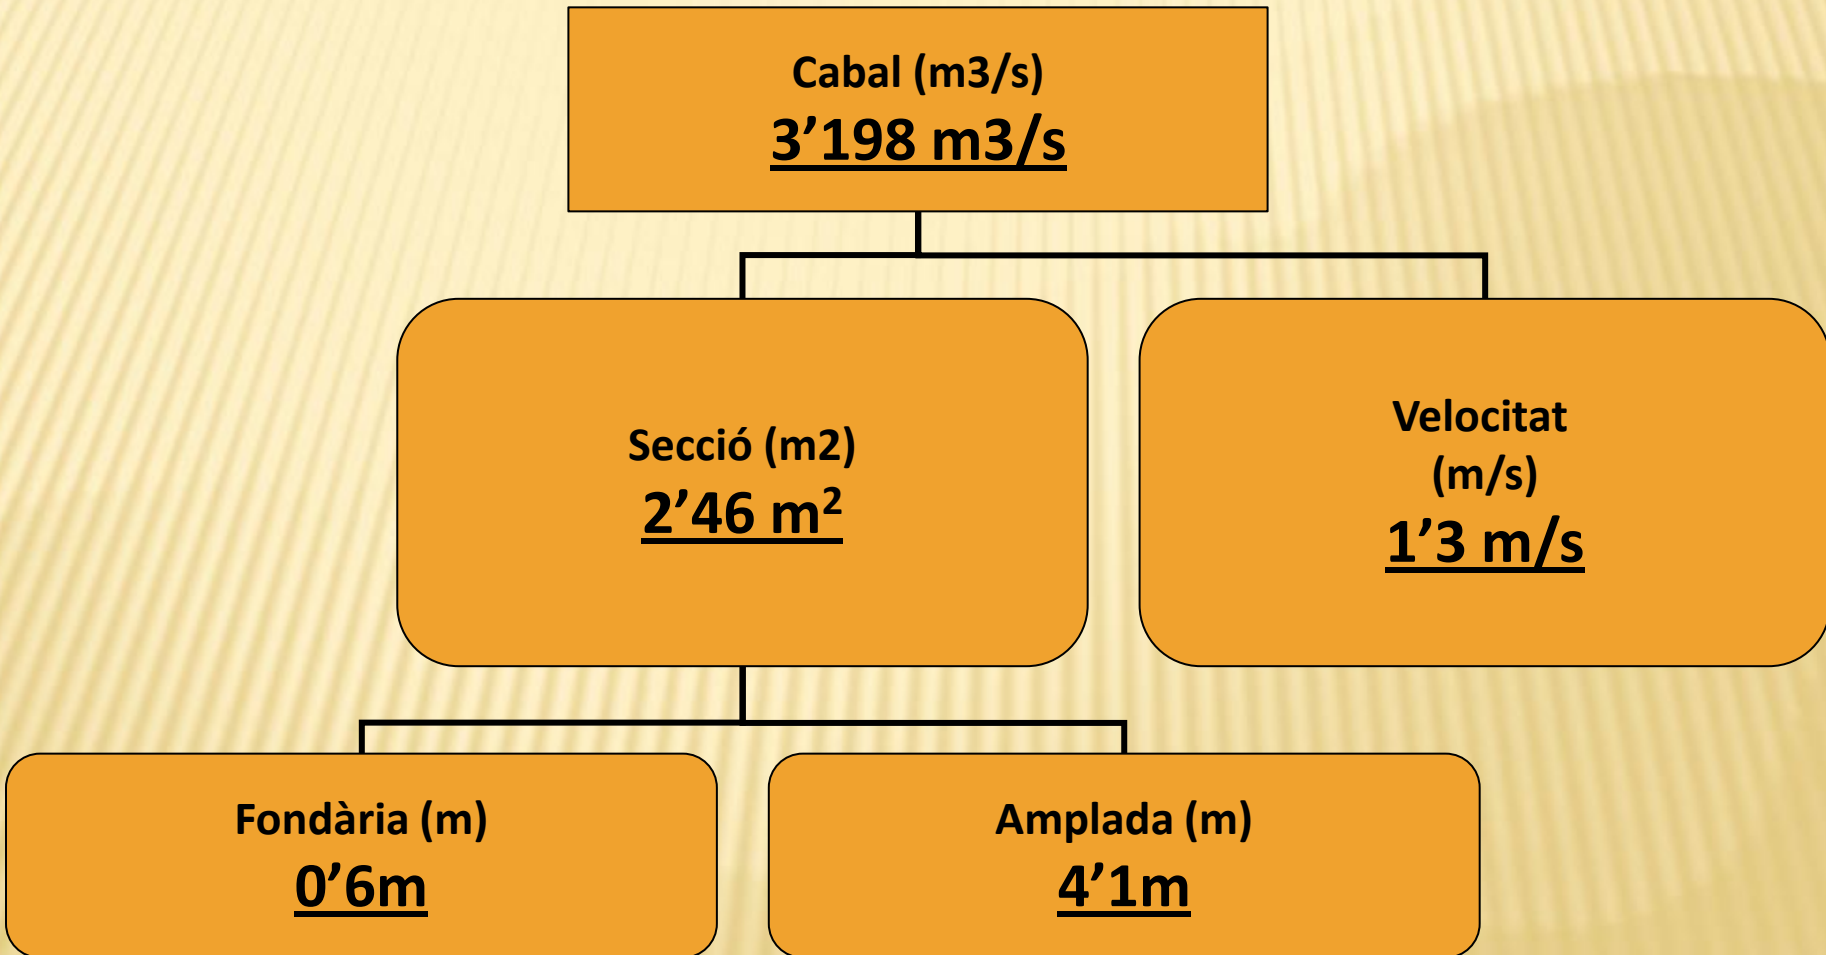 Cabal (m3/s)
3’198 m3/s
Secció (m2)
2’46 m²
Velocitat
(m/s)
1’3 m/s
Fondària (m)
0’6m
Amplada (m)
4’1m